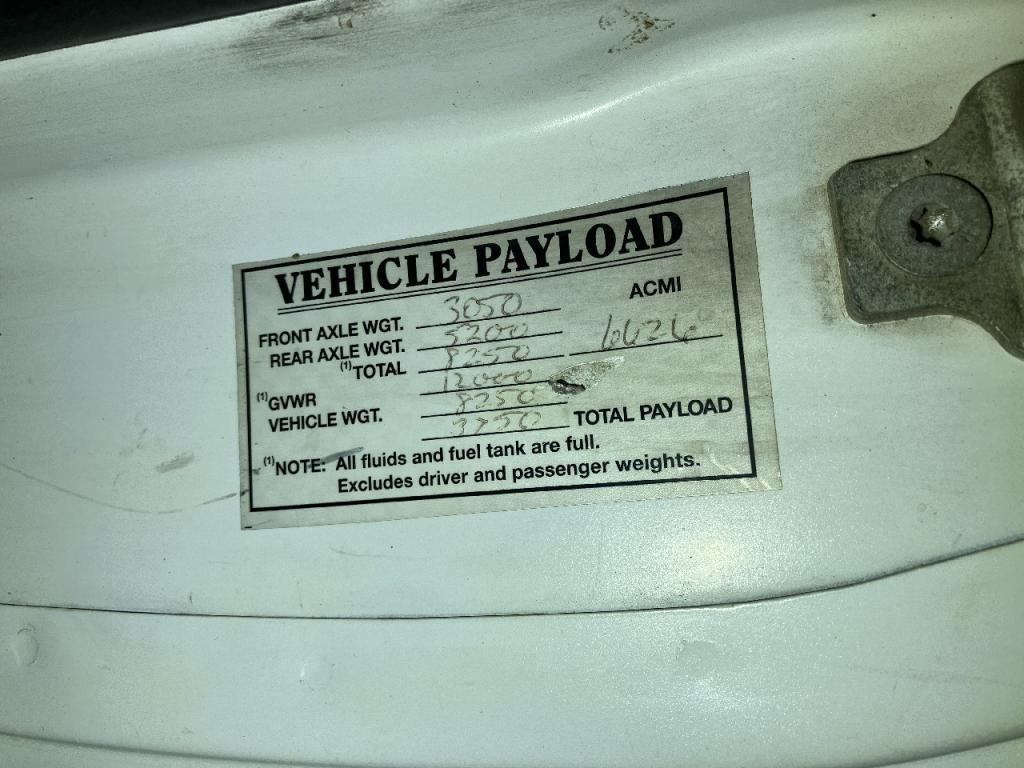 VEHICLE PAYLOAD
ACMI
FRONT AXLE WGT. 3050
REAR AXLE WGT. 5200
(1)TOTAL 8250 6626
(1)GVWR 12000
VEHICLE WGT. 8250
3750 TOTAL PAYLOAD
(1)NOTE: All fluids and fuel tank are full.
Excludes driver and passenger weights.